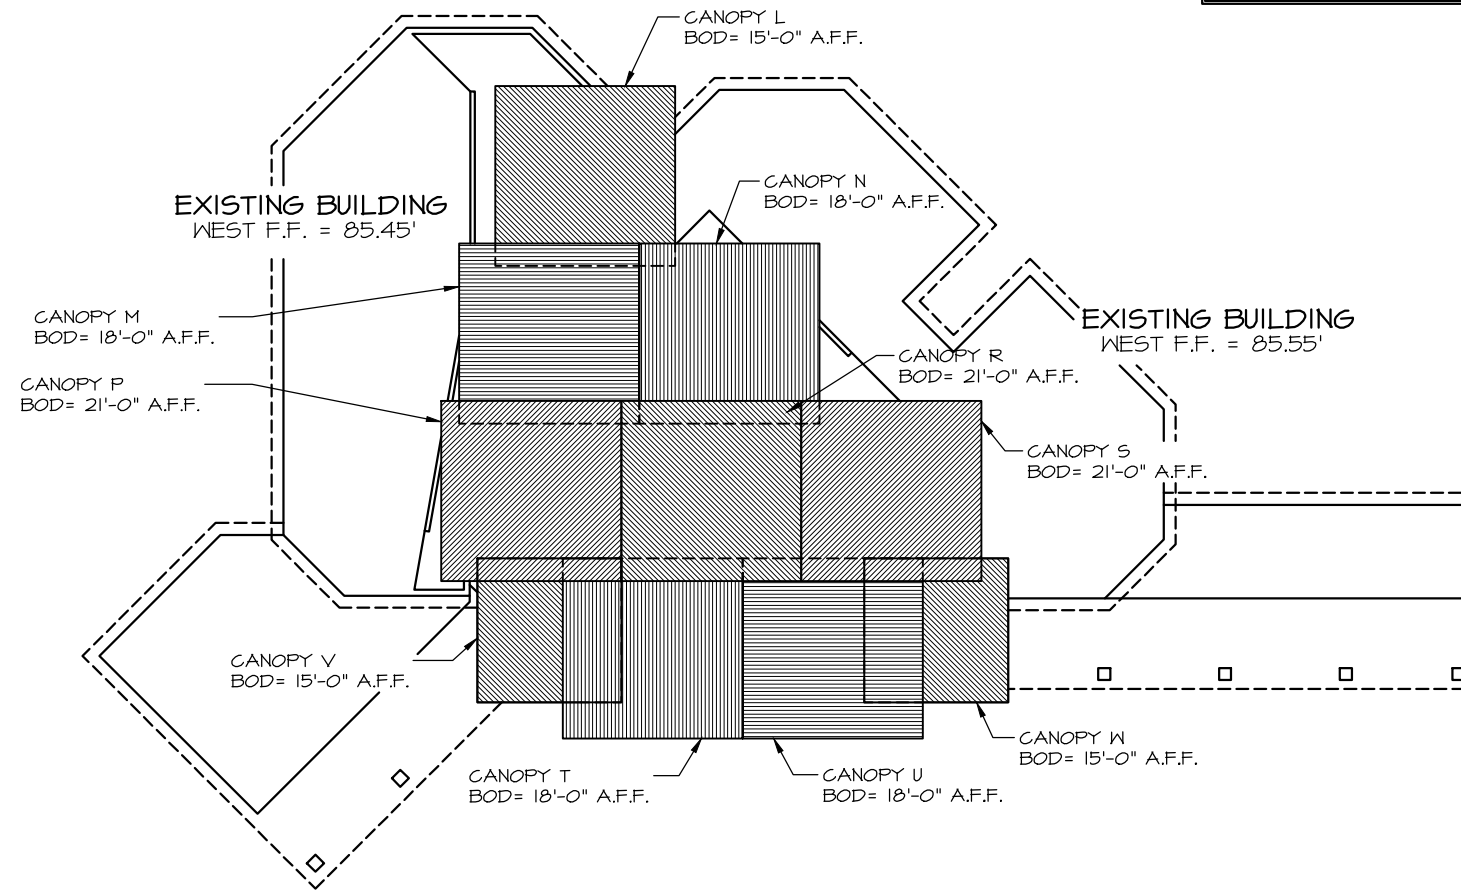 CANOPY L
BOD= 15'-0" A.F.F.
CANOPY N
BOD= 18'-0" A.F.F.
EXISTING BUILDING
WEST F.F. = 85.45'
CANOPY M
BOD= 18'-0" A.F.F.
EXISTING BUILDING
WEST F.F. = 85.55'
CANOPY R
BOD= 21'-0" A.F.F.
CANOPY P
BOD= 21'-0" A.F.F.
CANOPY S
BOD= 21'-0" A.F.F.
CANOPY V
BOD= 15'-0" A.F.F.
CANOPY W
BOD= 15'-0" A.F.F.
CANOPY T
BOD= 18'-0" A.F.F.
CANOPY U
BOD= 18'-0" A.F.F.